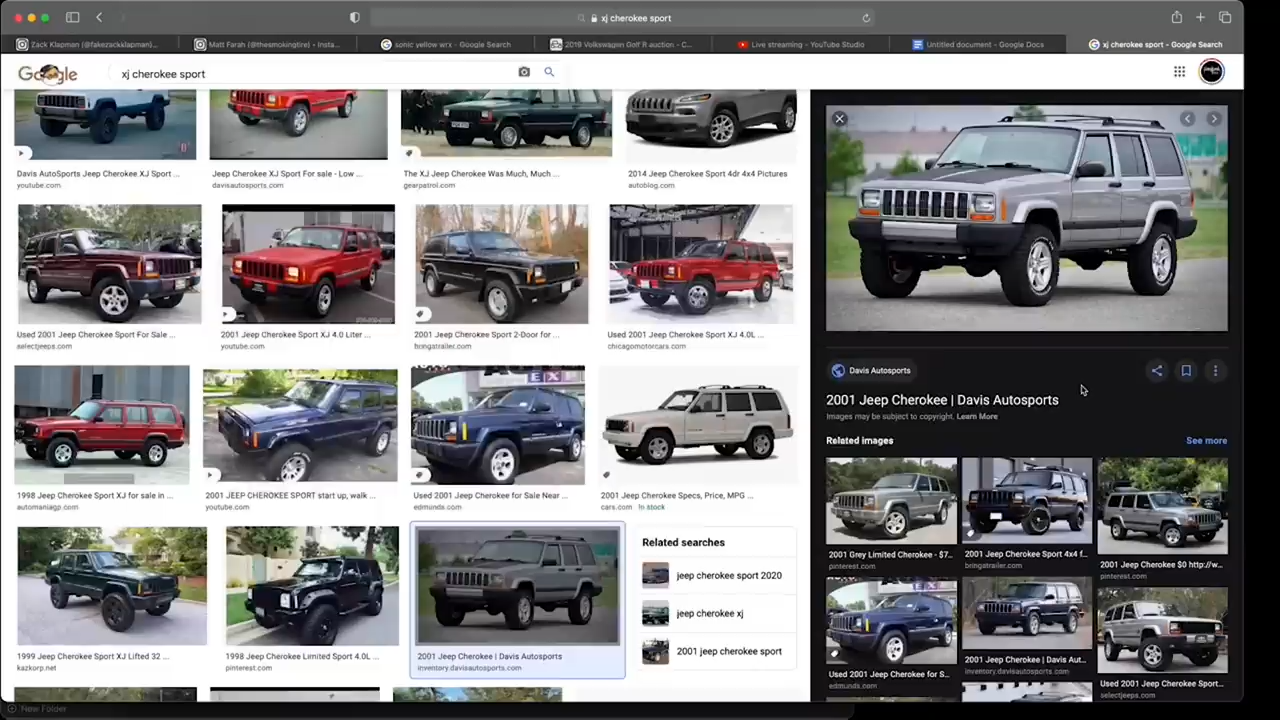 xj cherokee sport
Zack Klapman (@fakezackklapman)...
Matt Farah (@thesmokingtire) - Insta...
sonic yellow wrx - Google Search
2019 Volkswagen Golf R auction - C...
Live streaming - YouTube Studio
Untitled document - Google Docs
xj cherokee sport - Google Search
Google
xj cherokee sport
Davis AutoSports Jeep Cherokee XJ Sport ...
youtube.com
Jeep Cherokee XJ Sport For sale - Low ...
davisautosports.com
The XJ Jeep Cherokee Was Much, Much ...
gearpatrol.com
2014 Jeep Cherokee Sport 4dr 4x4 Pictures
autoblog.com
Used 2001 Jeep Cherokee Sport For Sale ...
selectjeeps.com
2001 Jeep Cherokee Sport XJ 4.0 Liter ...
youtube.com
2001 Jeep Cherokee Sport 2-Door for ...
bringatrailer.com
Used 2001 Jeep Cherokee Sport XJ 4.0L ...
chicagomotorcars.com
1998 Jeep Cherokee Sport XJ for sale in ...
automaniagp.com
2001 JEEP CHEROKEE SPORT start up, walk ...
youtube.com
Used 2001 Jeep Cherokee for Sale Near ...
edmunds.com
2001 Jeep Cherokee Specs, Price, MPG ...
cars.com In stock
1999 Jeep Cherokee Sport XJ Lifted 32 ...
kazkorp.net
1998 Jeep Cherokee Limited Sport 4.0L ...
pinterest.com
2001 Jeep Cherokee | Davis Autosports
inventory.davisautosports.com
Related searches
jeep cherokee sport 2020
jeep cherokee xj
2001 jeep cherokee sport
Davis Autosports
2001 Jeep Cherokee | Davis Autosports
Images may be subject to copyright. Learn More
Related images
See more
2001 Grey Limited Cherokee - $7...
pinterest.com
2001 Jeep Cherokee Sport 4x4 f...
bringatrailer.com
2001 Jeep Cherokee $0 http://w...
pinterest.com
Used 2001 Jeep Cherokee for S...
edmunds.com
2001 Jeep Cherokee | Davis Aut...
inventory.davisautosports.com
Used 2001 Jeep Cherokee Sport...
selectjeeps.com
New Folder